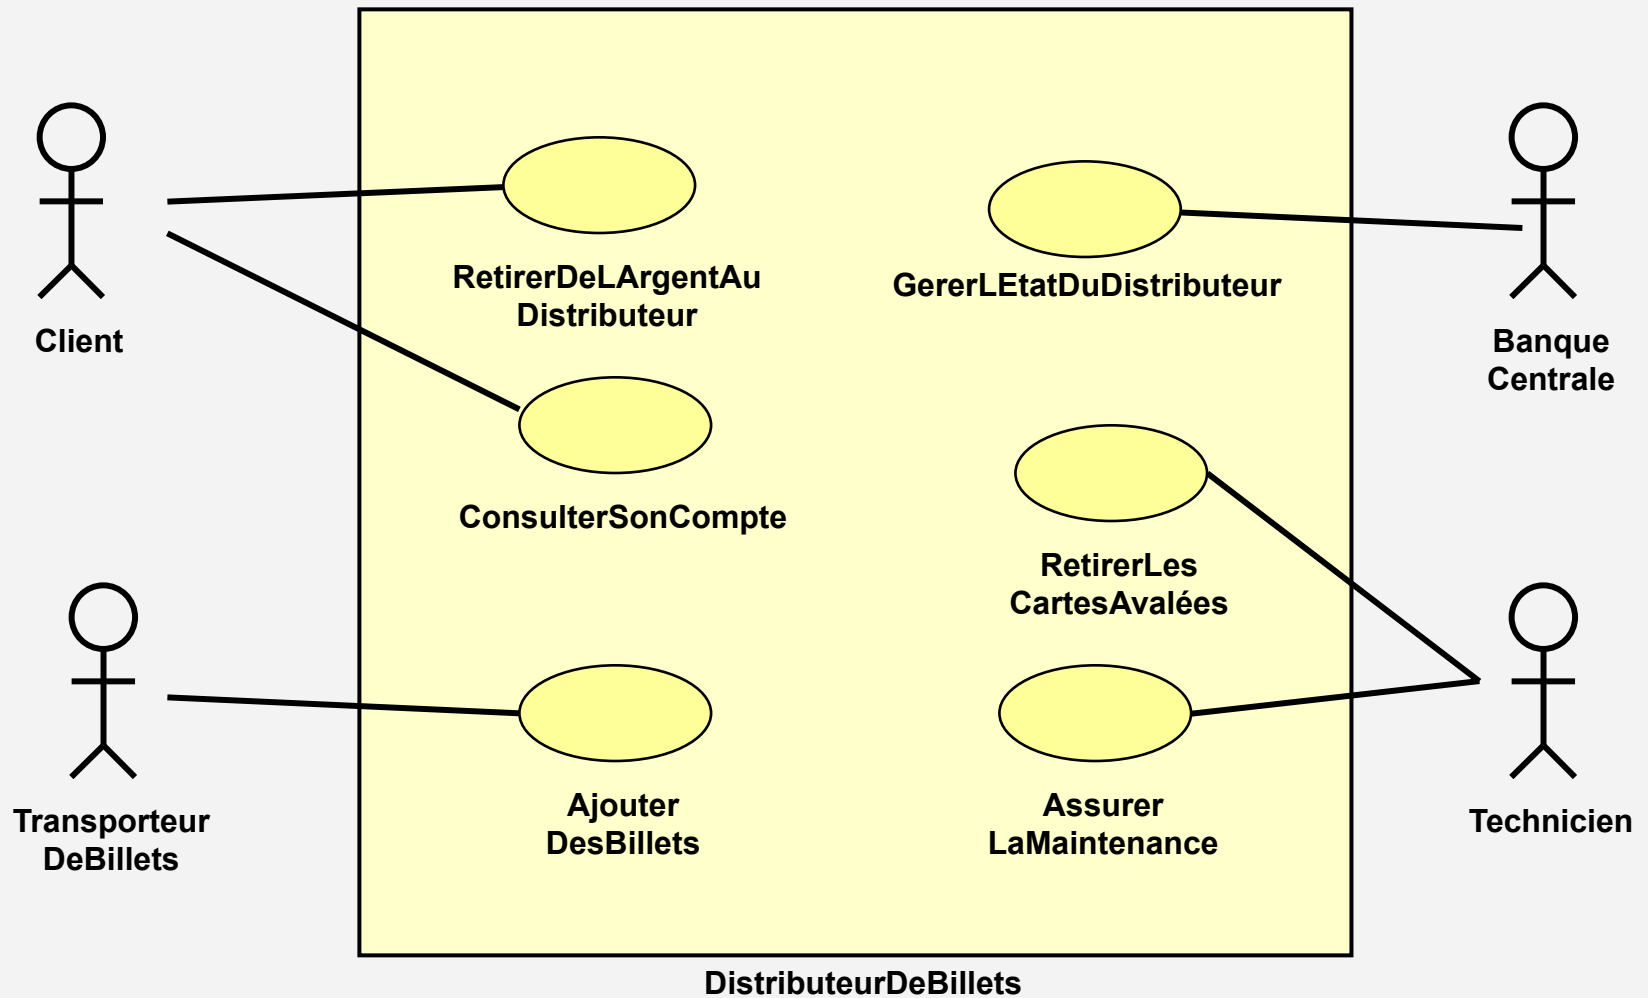 RetirerDeLArgentAu
Distributeur
GererLEtatDuDistributeur
Client
Banque
Centrale
ConsulterSonCompte
RetirerLes
CartesAvalées
Transporteur
DeBillets
Ajouter
DesBillets
Assurer
LaMaintenance
Technicien
DistributeurDeBillets